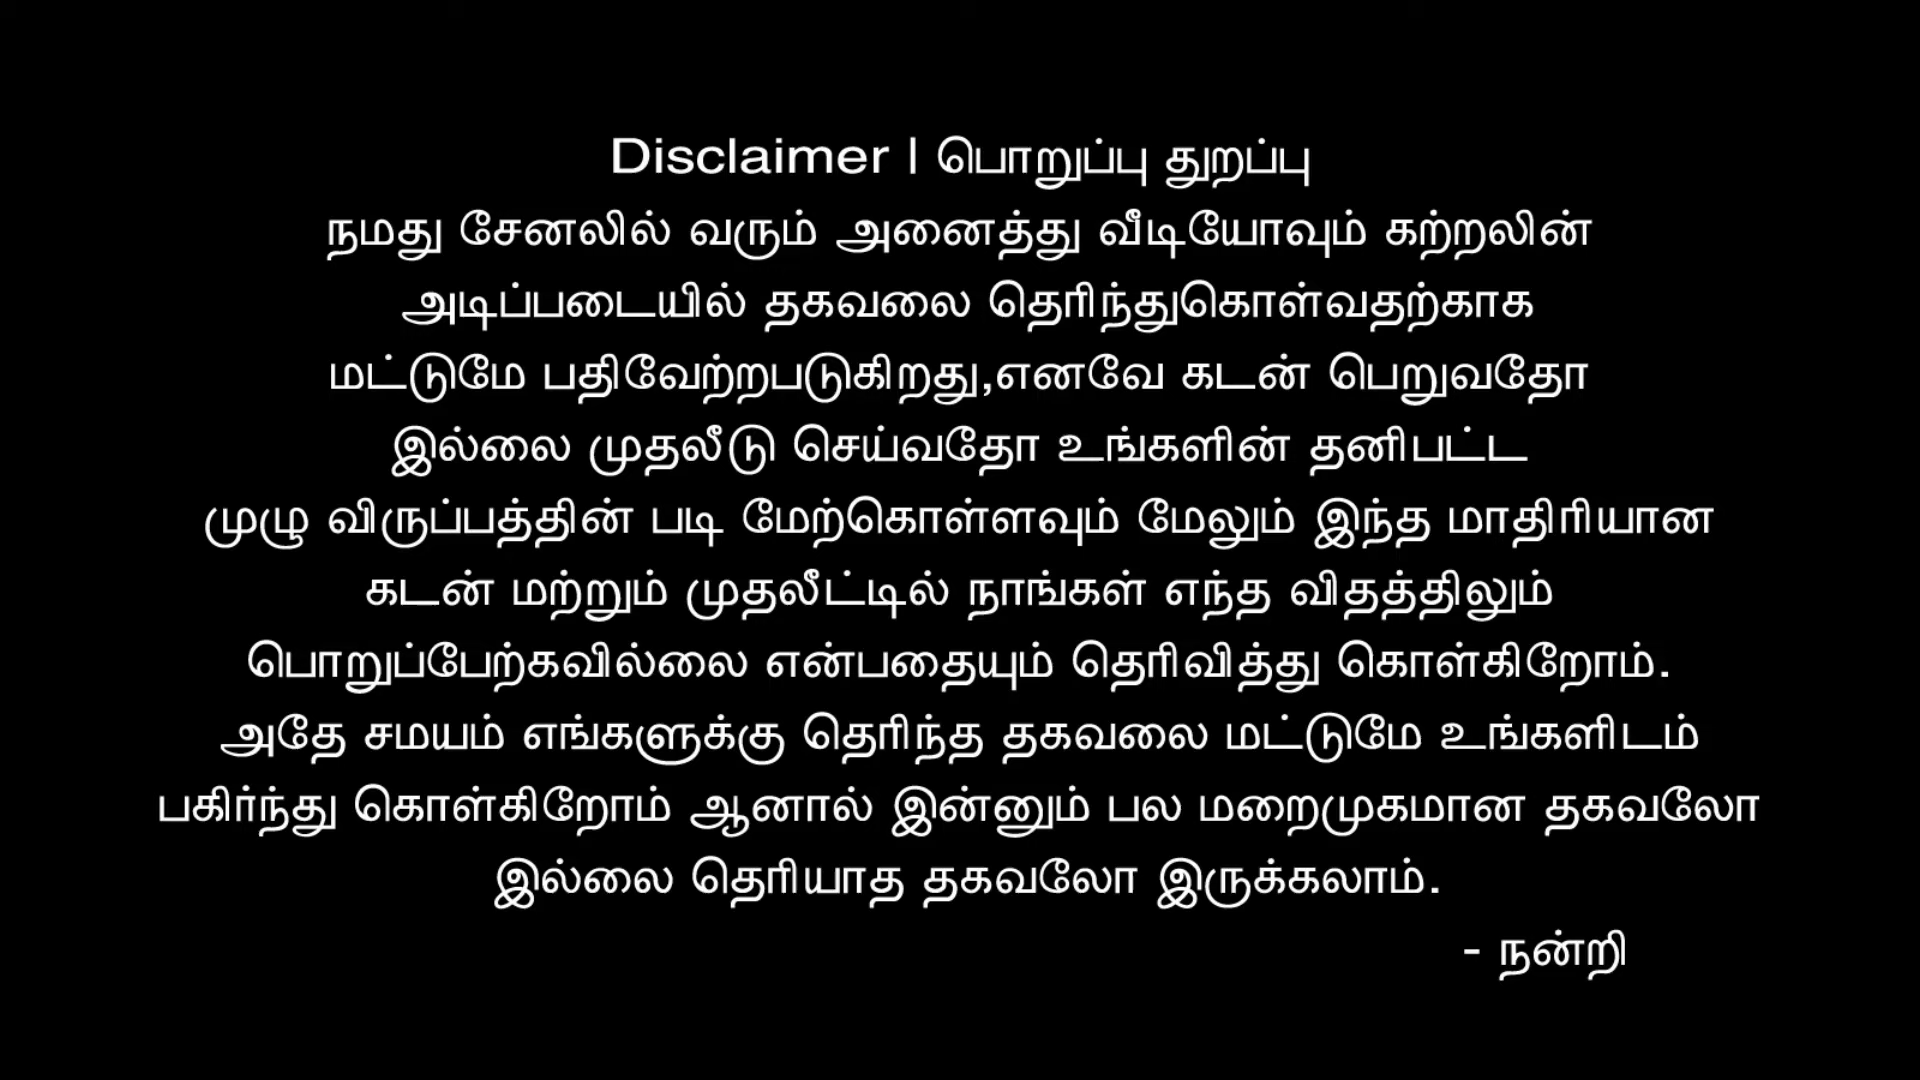 Disclaimer | பொறுப்பு துறப்பு
நமது சேனலில் வரும் அனைத்து வீடியோவும் கற்றலின்
அடிப்படையில் தகவலை தெரிந்துகொள்வதற்காக
மட்டுமே பதிவேற்றபடுகிறது,எனவே கடன் பெறுவதோ
இல்லை முதலீடு செய்வதோ உங்களின் தனிபட்ட
முழு விருப்பத்தின் படி மேற்கொள்ளவும் மேலும் இந்த மாதிரியான
கடன் மற்றும் முதலீட்டில் நாங்கள் எந்த விதத்திலும்
பொறுப்பேற்கவில்லை என்பதையும் தெரிவித்து கொள்கிறோம்.
அதே சமயம் எங்களுக்கு தெரிந்த தகவலை மட்டுமே உங்களிடம்
பகிர்ந்து கொள்கிறோம் ஆனால் இன்னும் பல மறைமுகமான தகவலோ
இல்லை தெரியாத தகவலோ இருக்கலாம்.
- நன்றி